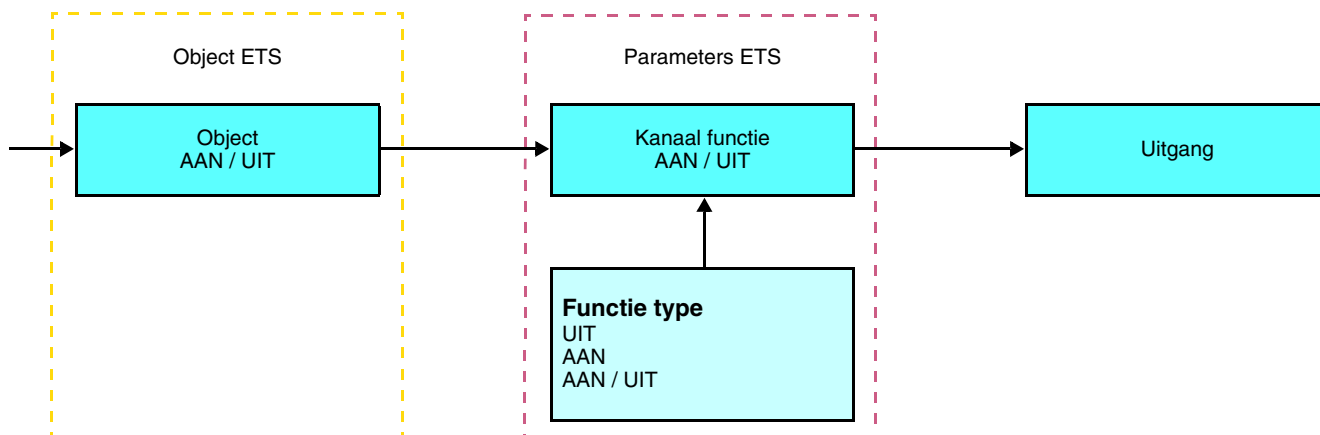 Object ETS
Object
AAN / UIT
Parameters ETS
Kanaal functie
AAN / UIT
Uitgang
Functie type
UIT
AAN
AAN / UIT